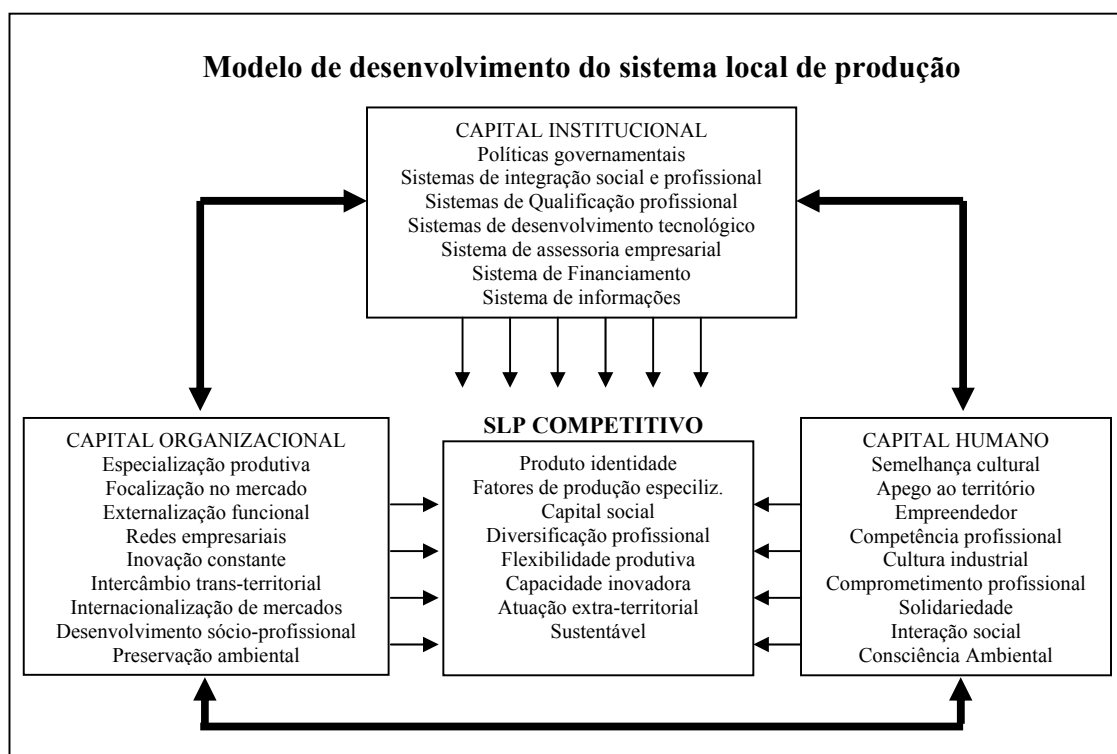 Modelo de desenvolvimento do sistema local de produção
CAPITAL INSTITUCIONAL
Políticas governamentais
Sistemas de integração social e profissional
Sistemas de Qualificação profissional
Sistemas de desenvolvimento tecnológico
Sistema de assessoria empresarial
Sistema de Financiamento
Sistema de informações
CAPITAL ORGANIZACIONAL
Especialização produtiva
Focalização no mercado
Externalização funcional
Redes empresariais
Inovação constante
Intercâmbio trans-territorial
Internacionalização de mercados
Desenvolvimento sócio-profissional
Preservação ambiental
SLP COMPETITIVO
Produto identidade
Fatores de produção especiliz.
Capital social
Diversificação profissional
Flexibilidade produtiva
Capacidade inovadora
Atuação extra-territorial
Sustentável
CAPITAL HUMANO
Semelhança cultural
Apego ao território
Empreendedor
Competência profissional
Cultura industrial
Comprometimento profissional
Solidariedade
Interação social
Consciência Ambiental